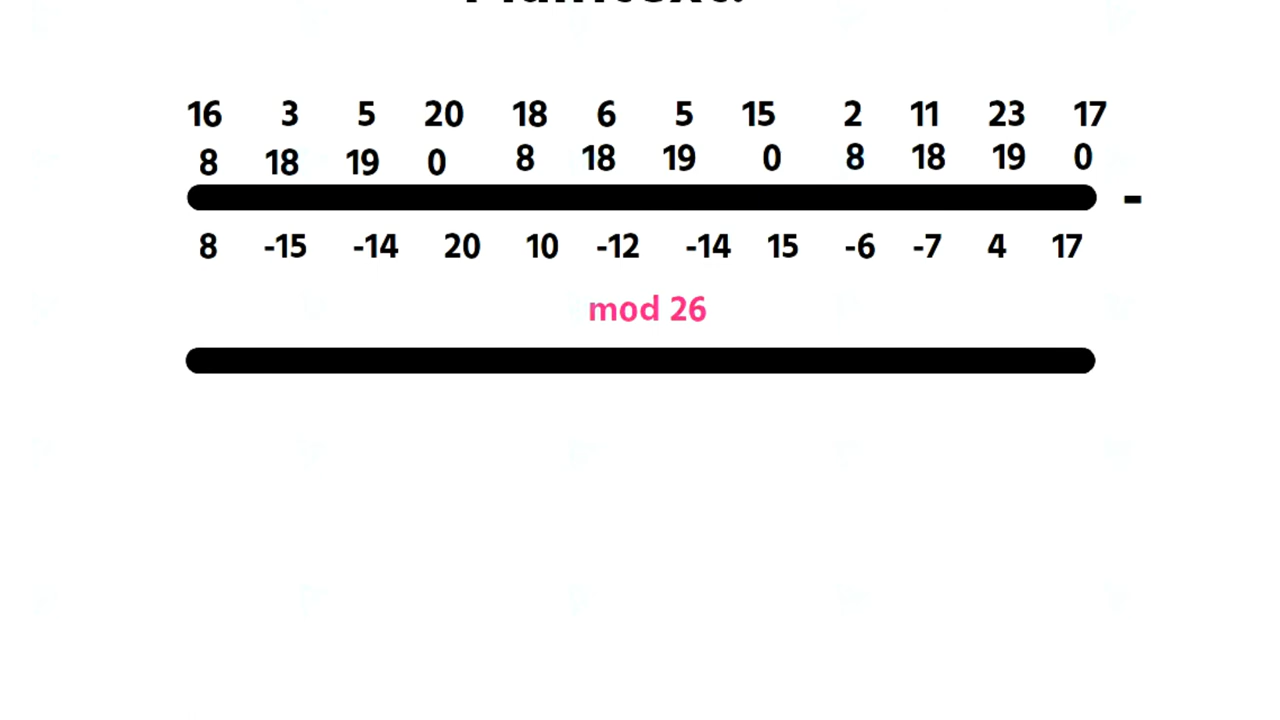 16 3 5 20 18 6 5 15 2 11 23 17
8 18 19 0 8 18 19 0 8 18 19 0
-
8 -15 -14 20 10 -12 -14 15 -6 -7 4 17
mod 26